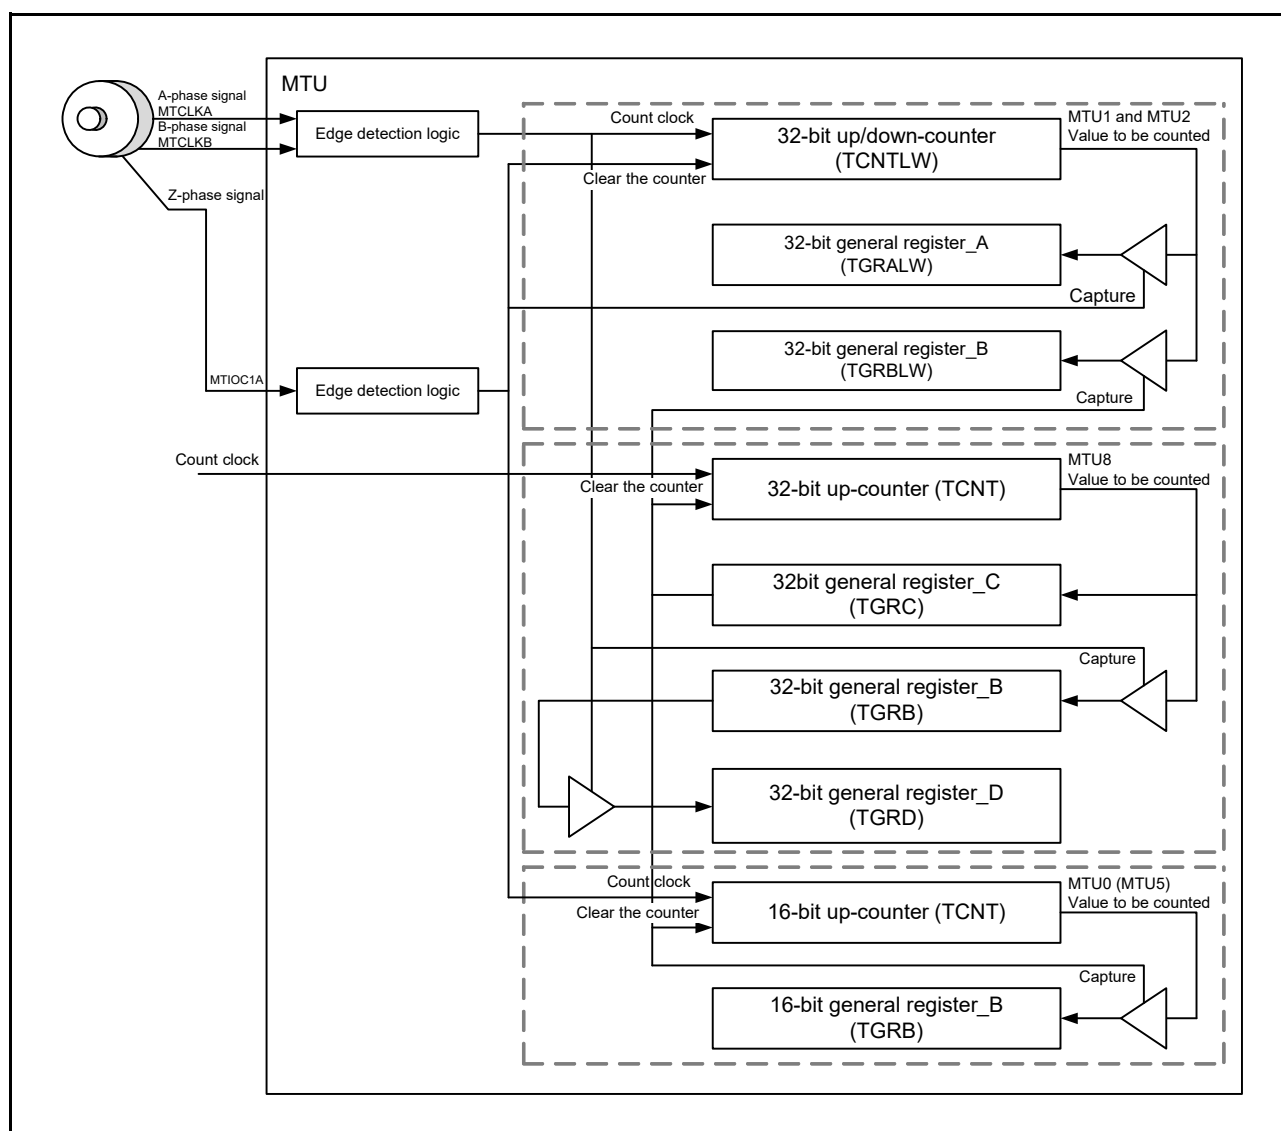 MTU
A-phase signal
MTCLKA
B-phase signal
MTCLKB
Z-phase signal
Edge detection logic
Count clock
Clear the counter
32-bit up/down-counter
(TCNTLW)
MTU1 and MTU2
Value to be counted
32-bit general register_A
(TGRALW)
Capture
32-bit general register_B
(TGRBLW)
Capture
MTIOC1A
Edge detection logic
Count clock
Clear the counter
32-bit up-counter (TCNT)
MTU8
Value to be counted
32bit general register_C
(TGRC)
Capture
32-bit general register_B
(TGRB)
32-bit general register_D
(TGRD)
Count clock
Clear the counter
16-bit up-counter (TCNT)
MTU0 (MTU5)
Value to be counted
Capture
16-bit general register_B
(TGRB)